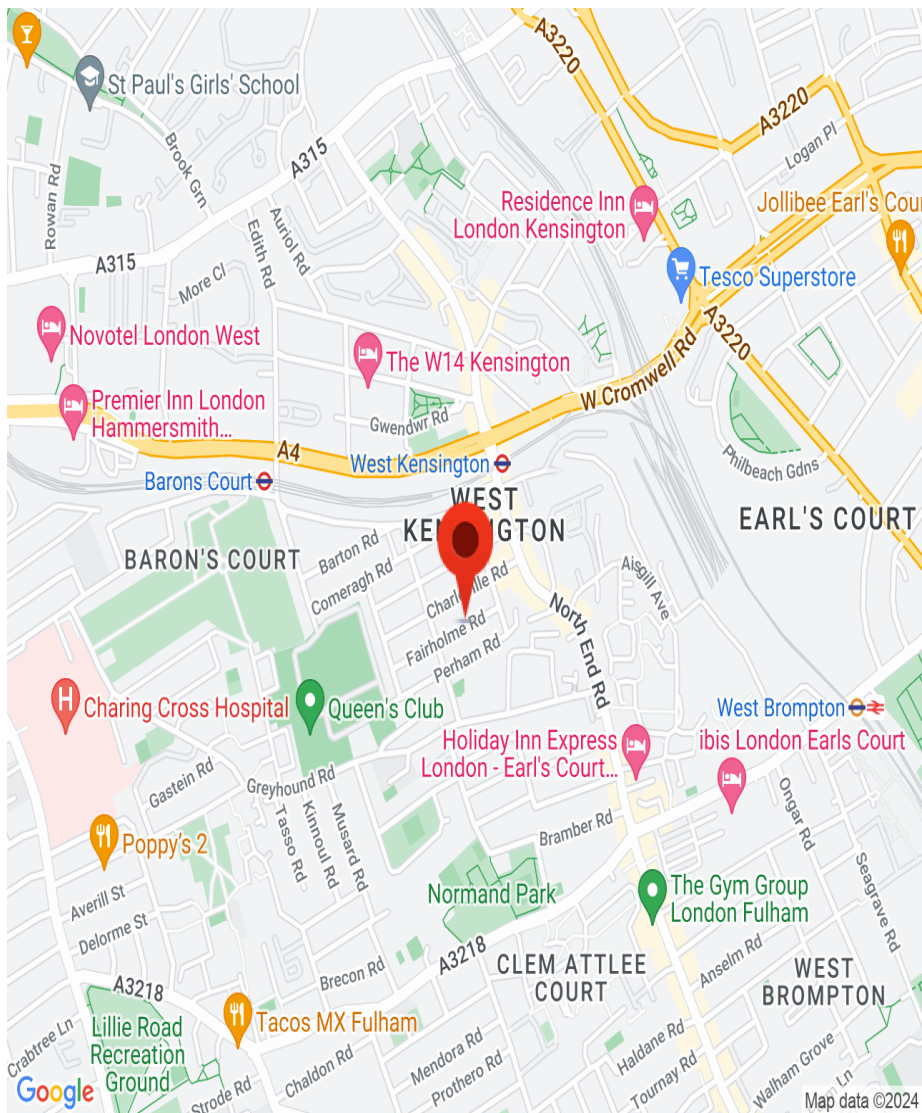 A3220
St Paul's Girls' School
A3220
Brook Grn
Logan Pl
A315
Rowan Rd
Residence Inn
London Kensington
Jollibee Earl's Cour
Edith Rd
Auriol Rd
A315
More Cl
Tesco Superstore
Novotel London West
A3220
The W14 Kensington
W Cromwell Rd
Premier Inn London
Hammersmith...
Gwendwr Rd
A4
West Kensington
Philbeach Gdns
Barons Court
WEST
EARL'S COURT
Barton Rd
BARON'S COURT
Comeragh Rd
Aisgill Ave
North End Rd
Fairholme Rd
Perham Rd
Charing Cross Hospital
Queen's Club
West Brompton
Holiday Inn Express
London - Earl's Court...
ibis London Earls Court
Gastein Rd
Greyhound Rd
Tasso Rd
Kinnoul Rd
Musard Rd
Ongar Rd
Bramber Rd
Poppy's 2
Seagrave Rd
Averill St
Normand Park
The Gym Group
London Fulham
Delorme St
A3218
Anselm Rd
CLEM ATTLEE
COURT
WEST
BROMPTON
Brecon Rd
A3218
Tacos MX Fulham
Crabtree Ln
Lillie Road
Recreation
Ground
Haldane Rd
Mendora Rd
Chaldon Rd
Prothero Rd
Tournay Rd
Walham Grove
Strode Rd
Google
Map data ©2024